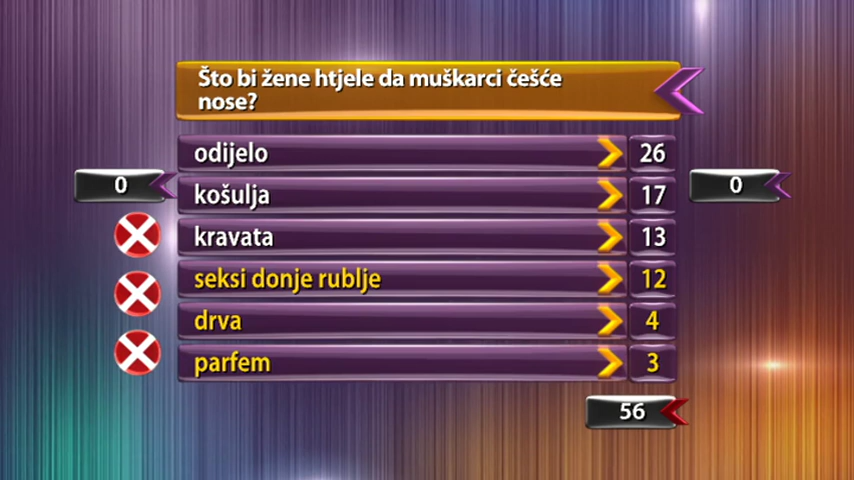 Što bi žene htjele da muškarci češće
nose?
odijelo 26
0
košulja 17
0
kravata 13
seksi donje rublje 12
drva 4
parfem 3
56